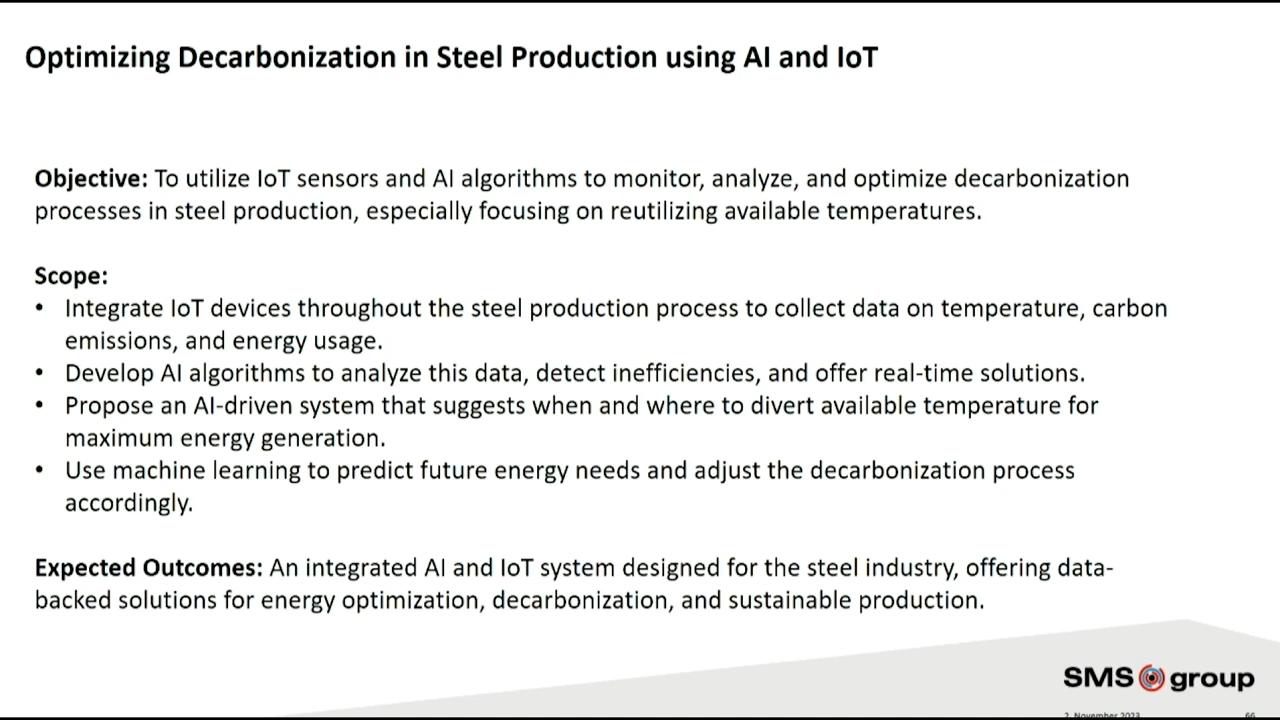 Optimizing Decarbonization in Steel Production using AI and IoT
Objective: To utilize IoT sensors and AI algorithms to monitor, analyze, and optimize decarbonization
processes in steel production, especially focusing on reutilizing available temperatures.
Scope:
• Integrate IoT devices throughout the steel production process to collect data on temperature, carbon
emissions, and energy usage.
• Develop AI algorithms to analyze this data, detect inefficiencies, and offer real-time solutions.
• Propose an AI-driven system that suggests when and where to divert available temperature for
maximum energy generation.
• Use machine learning to predict future energy needs and adjust the decarbonization process
accordingly.
Expected Outcomes: An integrated AI and IoT system designed for the steel industry, offering data-
backed solutions for energy optimization, decarbonization, and sustainable production.
SMS group
2. November 2023 66